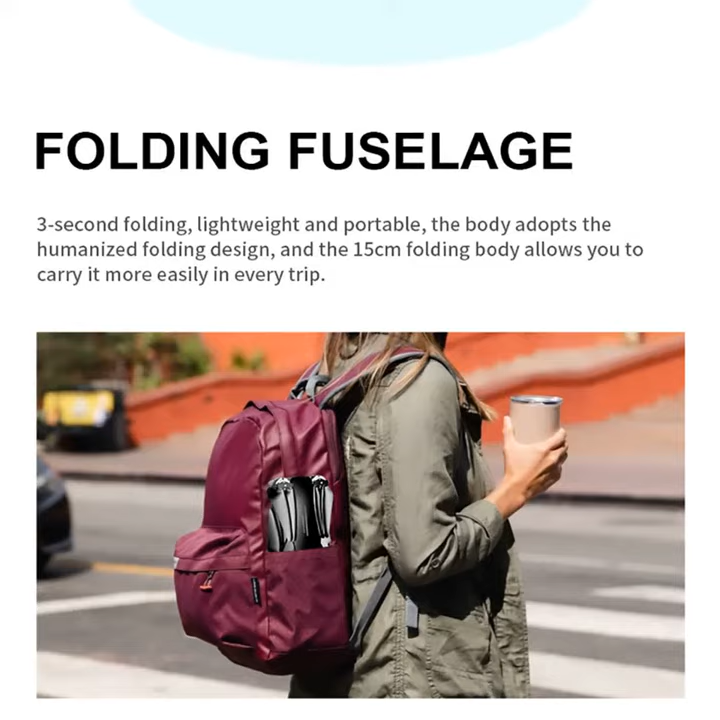 FOLDING FUSELAGE
3-second folding, lightweight and portable, the body adopts the
humanized folding design, and the 15cm folding body allows you to
carry it more easily in every trip.